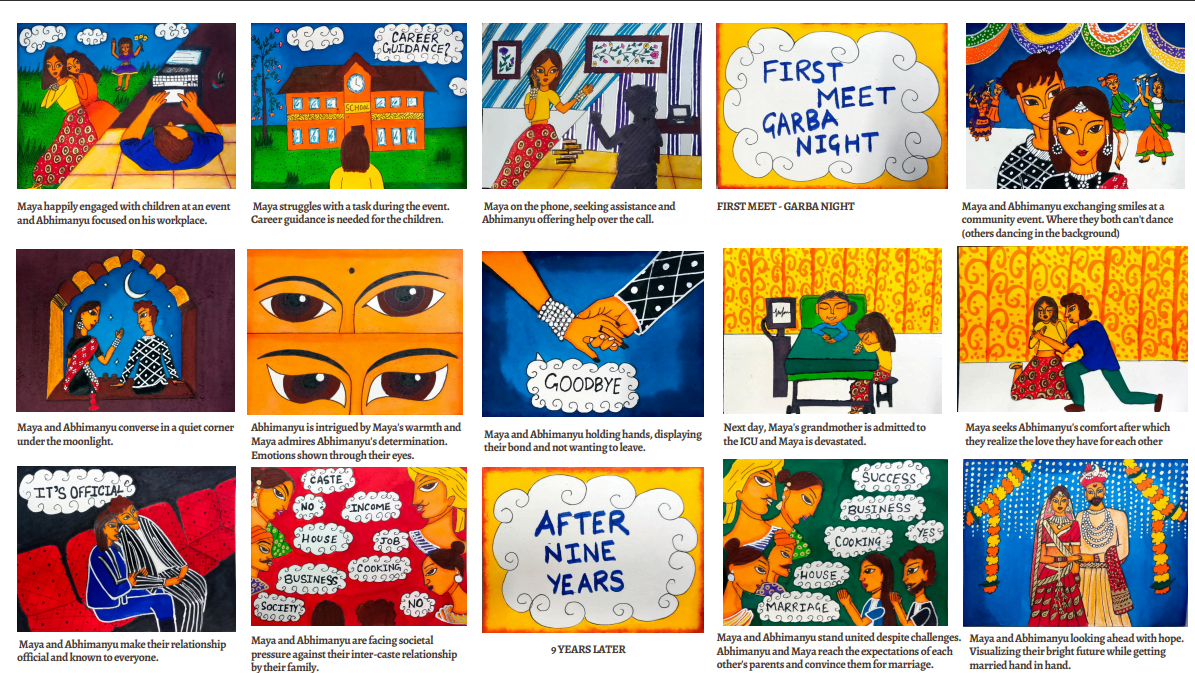 CAREER
GUIDANCE?
SCHOOL
FIRST
MEET
GARBA
NIGHT
Maya happily engaged with children at an event
and Abhimanyu focused on his workplace.
Maya struggles with a task during the event.
Career guidance is needed for the children.
Maya on the phone, seeking assistance and
Abhimanyu offering help over the call.
FIRST MEET - GARBA NIGHT
Maya and Abhimanyu exchanging smiles at a
community event. Where they both can't dance
(others dancing in the background)
GOODBYE
Maya and Abhimanyu converse in a quiet corner
under the moonlight.
Abhimanyu is intrigued by Maya's warmth and
Maya admires Abhimanyu's determination.
Emotions shown through their eyes.
Maya and Abhimanyu holding hands, displaying
their bond and not wanting to leave.
Next day, Maya's grandmother is admitted to
the ICU and Maya is devastated.
Maya seeks Abhimanyu's comfort after which
they realize the love they have for each other
IT'S OFFICIAL
CASTE
NO
INCOME
HOUSE
JOB
COOKING
BUSINESS
SOCIETY
NO
AFTER
NINE
YEARS
SUCCESS
BUSINESS
YES
COOKING
HOUSE
MARRIAGE
Maya and Abhimanyu make their relationship
official and known to everyone.
Maya and Abhimanyu are facing societal
pressure against their inter-caste relationship
by their family.
9 YEARS LATER
Maya and Abhimanyu stand united despite challenges.
Abhimanyu and Maya reach the expectations of each
other's parents and convince them for marriage.
Maya and Abhimanyu looking ahead with hope.
Visualizing their bright future while getting
married hand in hand.